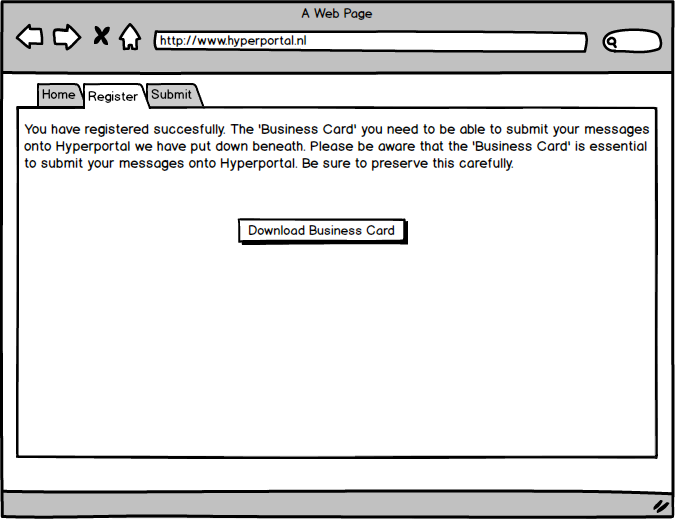 A Web Page
http://www.hyperportal.nl
Home Register Submit
You have registered succesfully. The 'Business Card' you need to be able to submit your messages
onto Hyperportal we have put down beneath. Please be aware that the 'Business Card' is essential
to submit your messages onto Hyperportal. Be sure to preserve this carefully.
Download Business Card